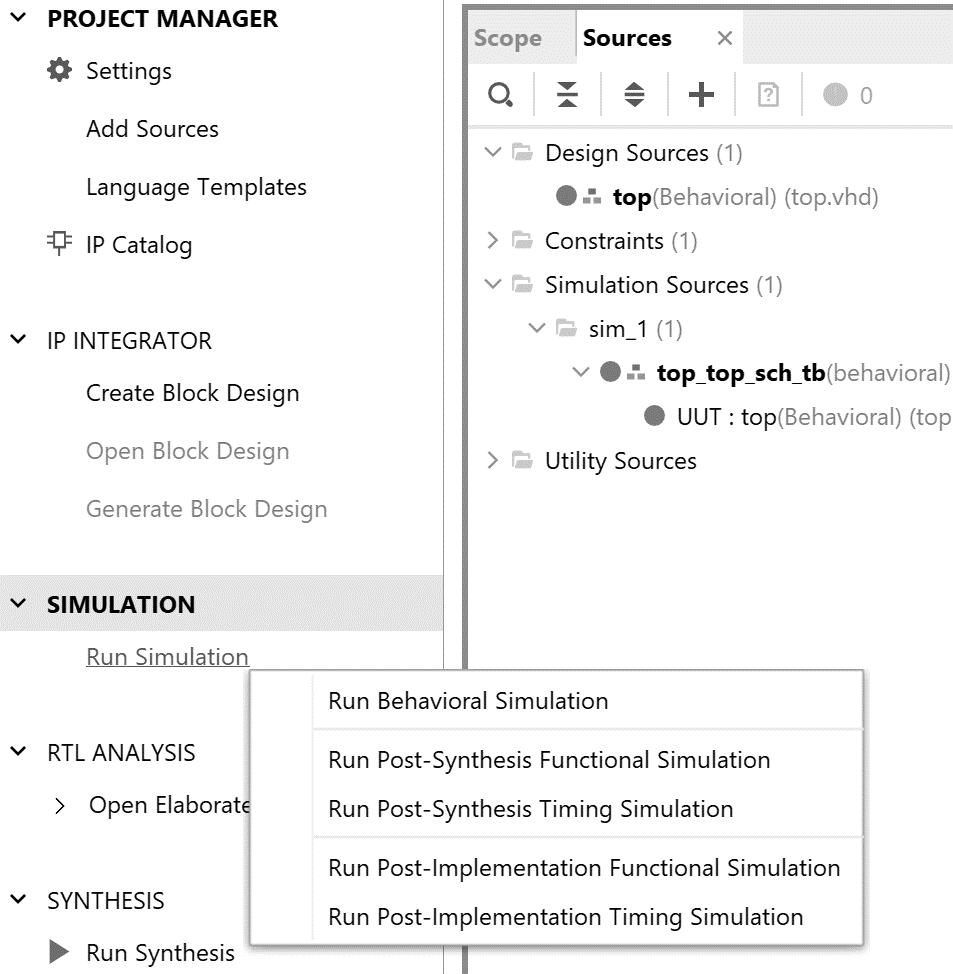 PROJECT MANAGER
Settings
Add Sources
Language Templates
IP Catalog
IP INTEGRATOR
Create Block Design
Open Block Design
Generate Block Design
SIMULATION
Run Simulation
RTL ANALYSIS
Open Elaborate
SYNTHESIS
Run Synthesis
Scope Sources
0
Design Sources (1)
top(Behavioral) (top.vhd)
Constraints (1)
Simulation Sources (1)
sim_1 (1)
top_top_sch_tb(behavioral)
UUT : top(Behavioral) (top
Utility Sources
Run Behavioral Simulation
Run Post-Synthesis Functional Simulation
Run Post-Synthesis Timing Simulation
Run Post-Implementation Functional Simulation
Run Post-Implementation Timing Simulation